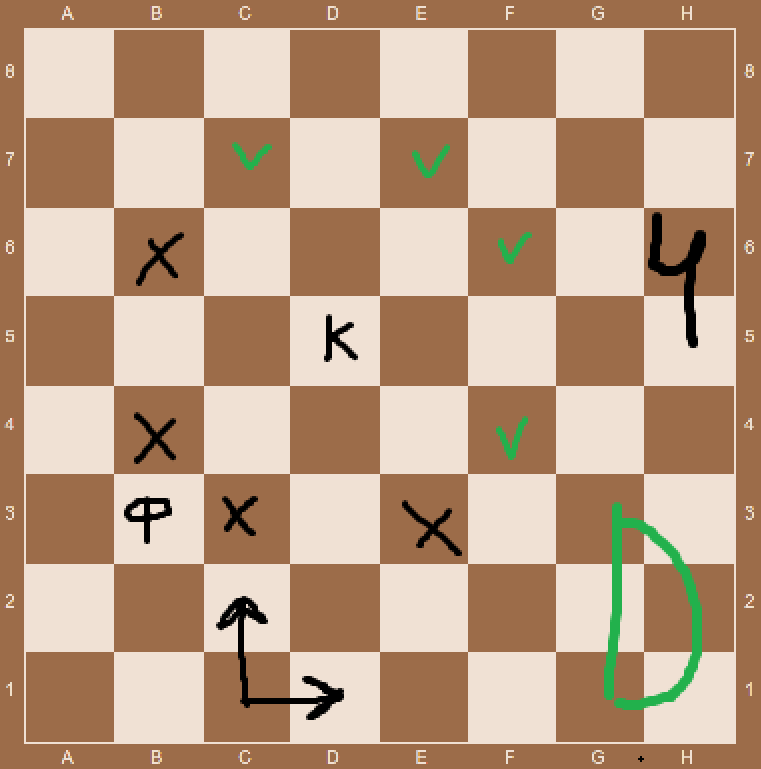 A B C D E F G H
8 8
7 ✓ ✓ 7
6 X ✓ 6
5 K 5
4 X ✓ 4
3 Ф X X 3
2 D 2
1 1
A B C D E F G H